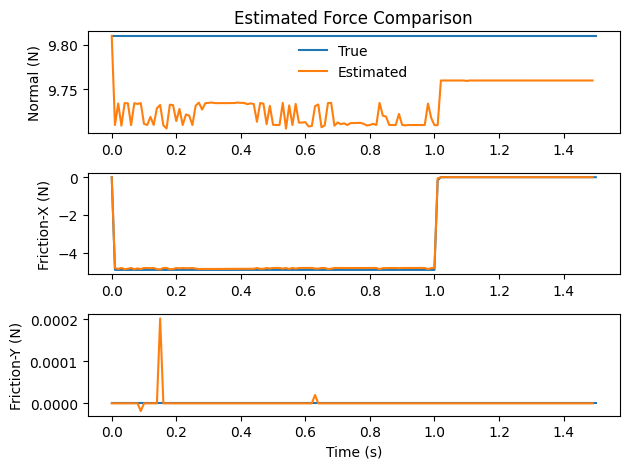 Estimated Force Comparison
Normal (N)
9.80
9.75
True
Estimated
0.0 0.2 0.4 0.6 0.8 1.0 1.2 1.4
Friction-X (N)
0
−2
−4
0.0 0.2 0.4 0.6 0.8 1.0 1.2 1.4
Friction-Y (N)
0.0002
0.0001
0.0000
0.0 0.2 0.4 0.6 0.8 1.0 1.2 1.4
Time (s)